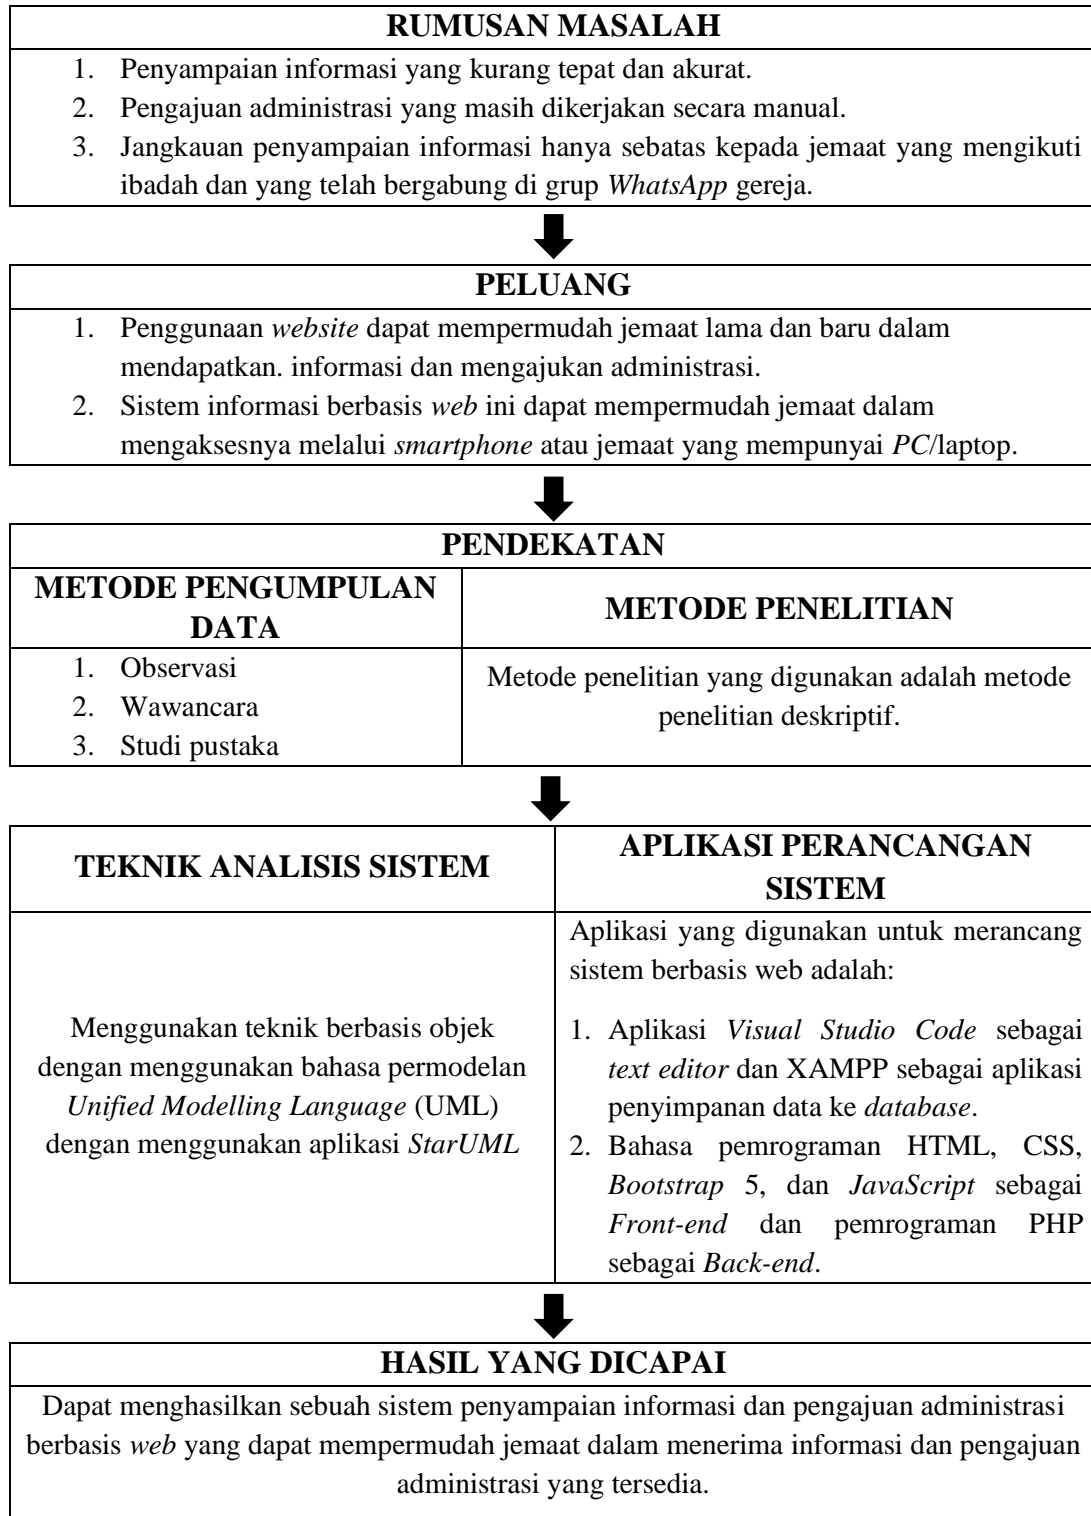 RUMUSAN MASALAH
1. Penyampaian informasi yang kurang tepat dan akurat.
2. Pengajuan administrasi yang masih dikerjakan secara manual.
3. Jangkauan penyampaian informasi hanya sebatas kepada jemaat yang mengikuti
ibadah dan yang telah bergabung di grup WhatsApp gereja.
PELUANG
1. Penggunaan website dapat mempermudah jemaat lama dan baru dalam
mendapatkan. informasi dan mengajukan administrasi.
2. Sistem informasi berbasis web ini dapat mempermudah jemaat dalam
mengaksesnya melalui smartphone atau jemaat yang mempunyai PC/laptop.
PENDEKATAN
METODE PENGUMPULAN
DATA
METODE PENELITIAN
1. Observasi
2. Wawancara
3. Studi pustaka
Metode penelitian yang digunakan adalah metode
penelitian deskriptif.
TEKNIK ANALISIS SISTEM
APLIKASI PERANCANGAN
SISTEM
Menggunakan teknik berbasis objek
dengan menggunakan bahasa permodelan
Unified Modelling Language (UML)
dengan menggunakan aplikasi StarUML
Aplikasi yang digunakan untuk merancang
sistem berbasis web adalah:
1. Aplikasi Visual Studio Code sebagai
text editor dan XAMPP sebagai aplikasi
penyimpanan data ke database.
2. Bahasa pemrograman HTML, CSS,
Bootstrap 5, dan JavaScript sebagai
Front-end dan pemrograman PHP
sebagai Back-end.
HASIL YANG DICAPAI
Dapat menghasilkan sebuah sistem penyampaian informasi dan pengajuan administrasi
berbasis web yang dapat mempermudah jemaat dalam menerima informasi dan pengajuan
administrasi yang tersedia.